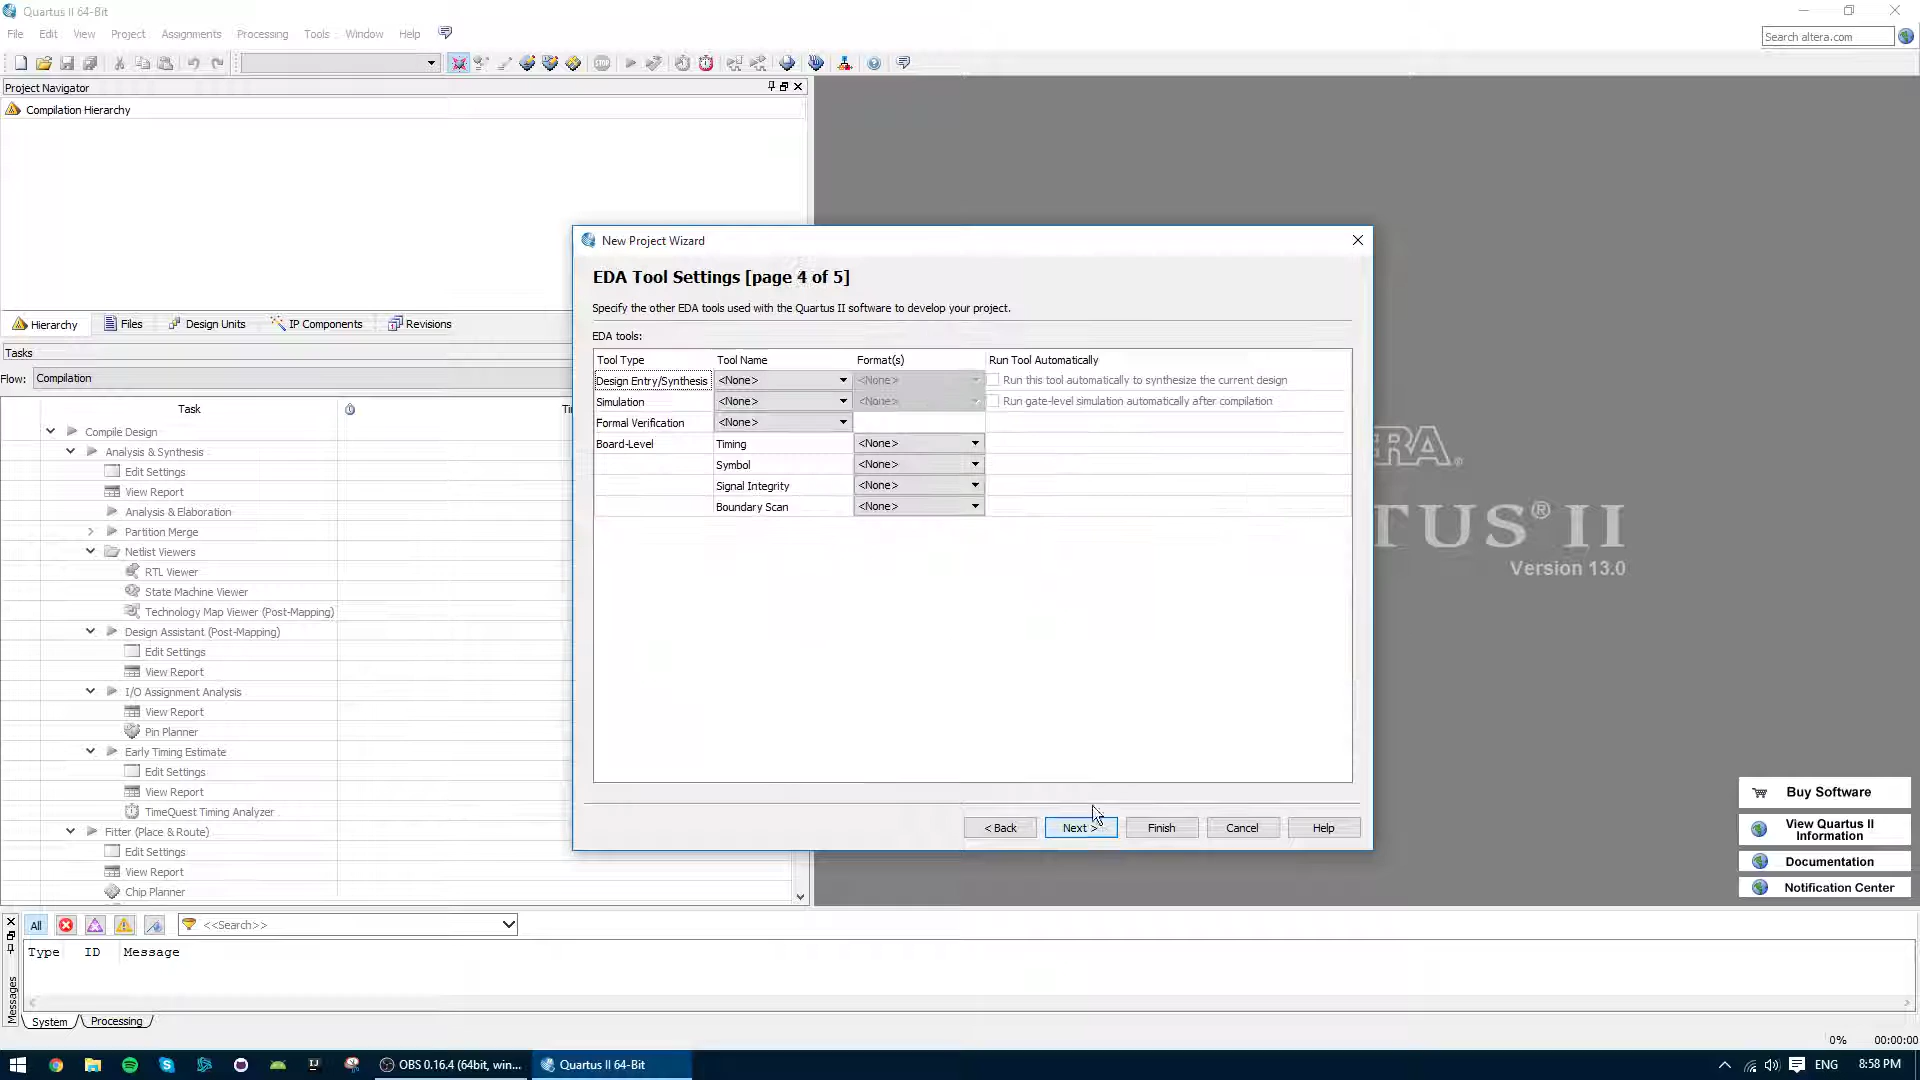 Quartus II 64-Bit
File Edit View Project Assignments Processing Tools Window Help
Search altera.com
Project Navigator
Compilation Hierarchy
Hierarchy Files Design Units IP Components Revisions
Tasks
Flow: Compilation
Task
Compile Design
Analysis & Synthesis
Edit Settings
View Report
Analysis & Elaboration
Partition Merge
Netlist Viewers
RTL Viewer
State Machine Viewer
Technology Map Viewer (Post-Mapping)
Design Assistant (Post-Mapping)
Edit Settings
View Report
I/O Assignment Analysis
View Report
Pin Planner
Early Timing Estimate
Edit Settings
View Report
TimeQuest Timing Analyzer
Fitter (Place & Route)
Edit Settings
View Report
Chip Planner
New Project Wizard
EDA Tool Settings [page 4 of 5]
Specify the other EDA tools used with the Quartus II software to develop your project.
EDA tools:
Tool Type Tool Name Format(s) Run Tool Automatically
Design Entry/Synthesis <None> <None> Run this tool automatically to synthesize the current design
Simulation <None> <None> Run gate-level simulation automatically after compilation
Formal Verification <None>
Board-Level Timing <None>
Symbol <None>
Signal Integrity <None>
Boundary Scan <None>
< Back Next > Finish Cancel Help
II
Version 13.0
Buy Software
View Quartus II
Information
Documentation
Notification Center
All <<Search>>
Type ID Message
Messages
System Processing
0% 00:00:00
OBS 0.16.4 (64bit, win... Quartus II 64-Bit ENG 8:58 PM